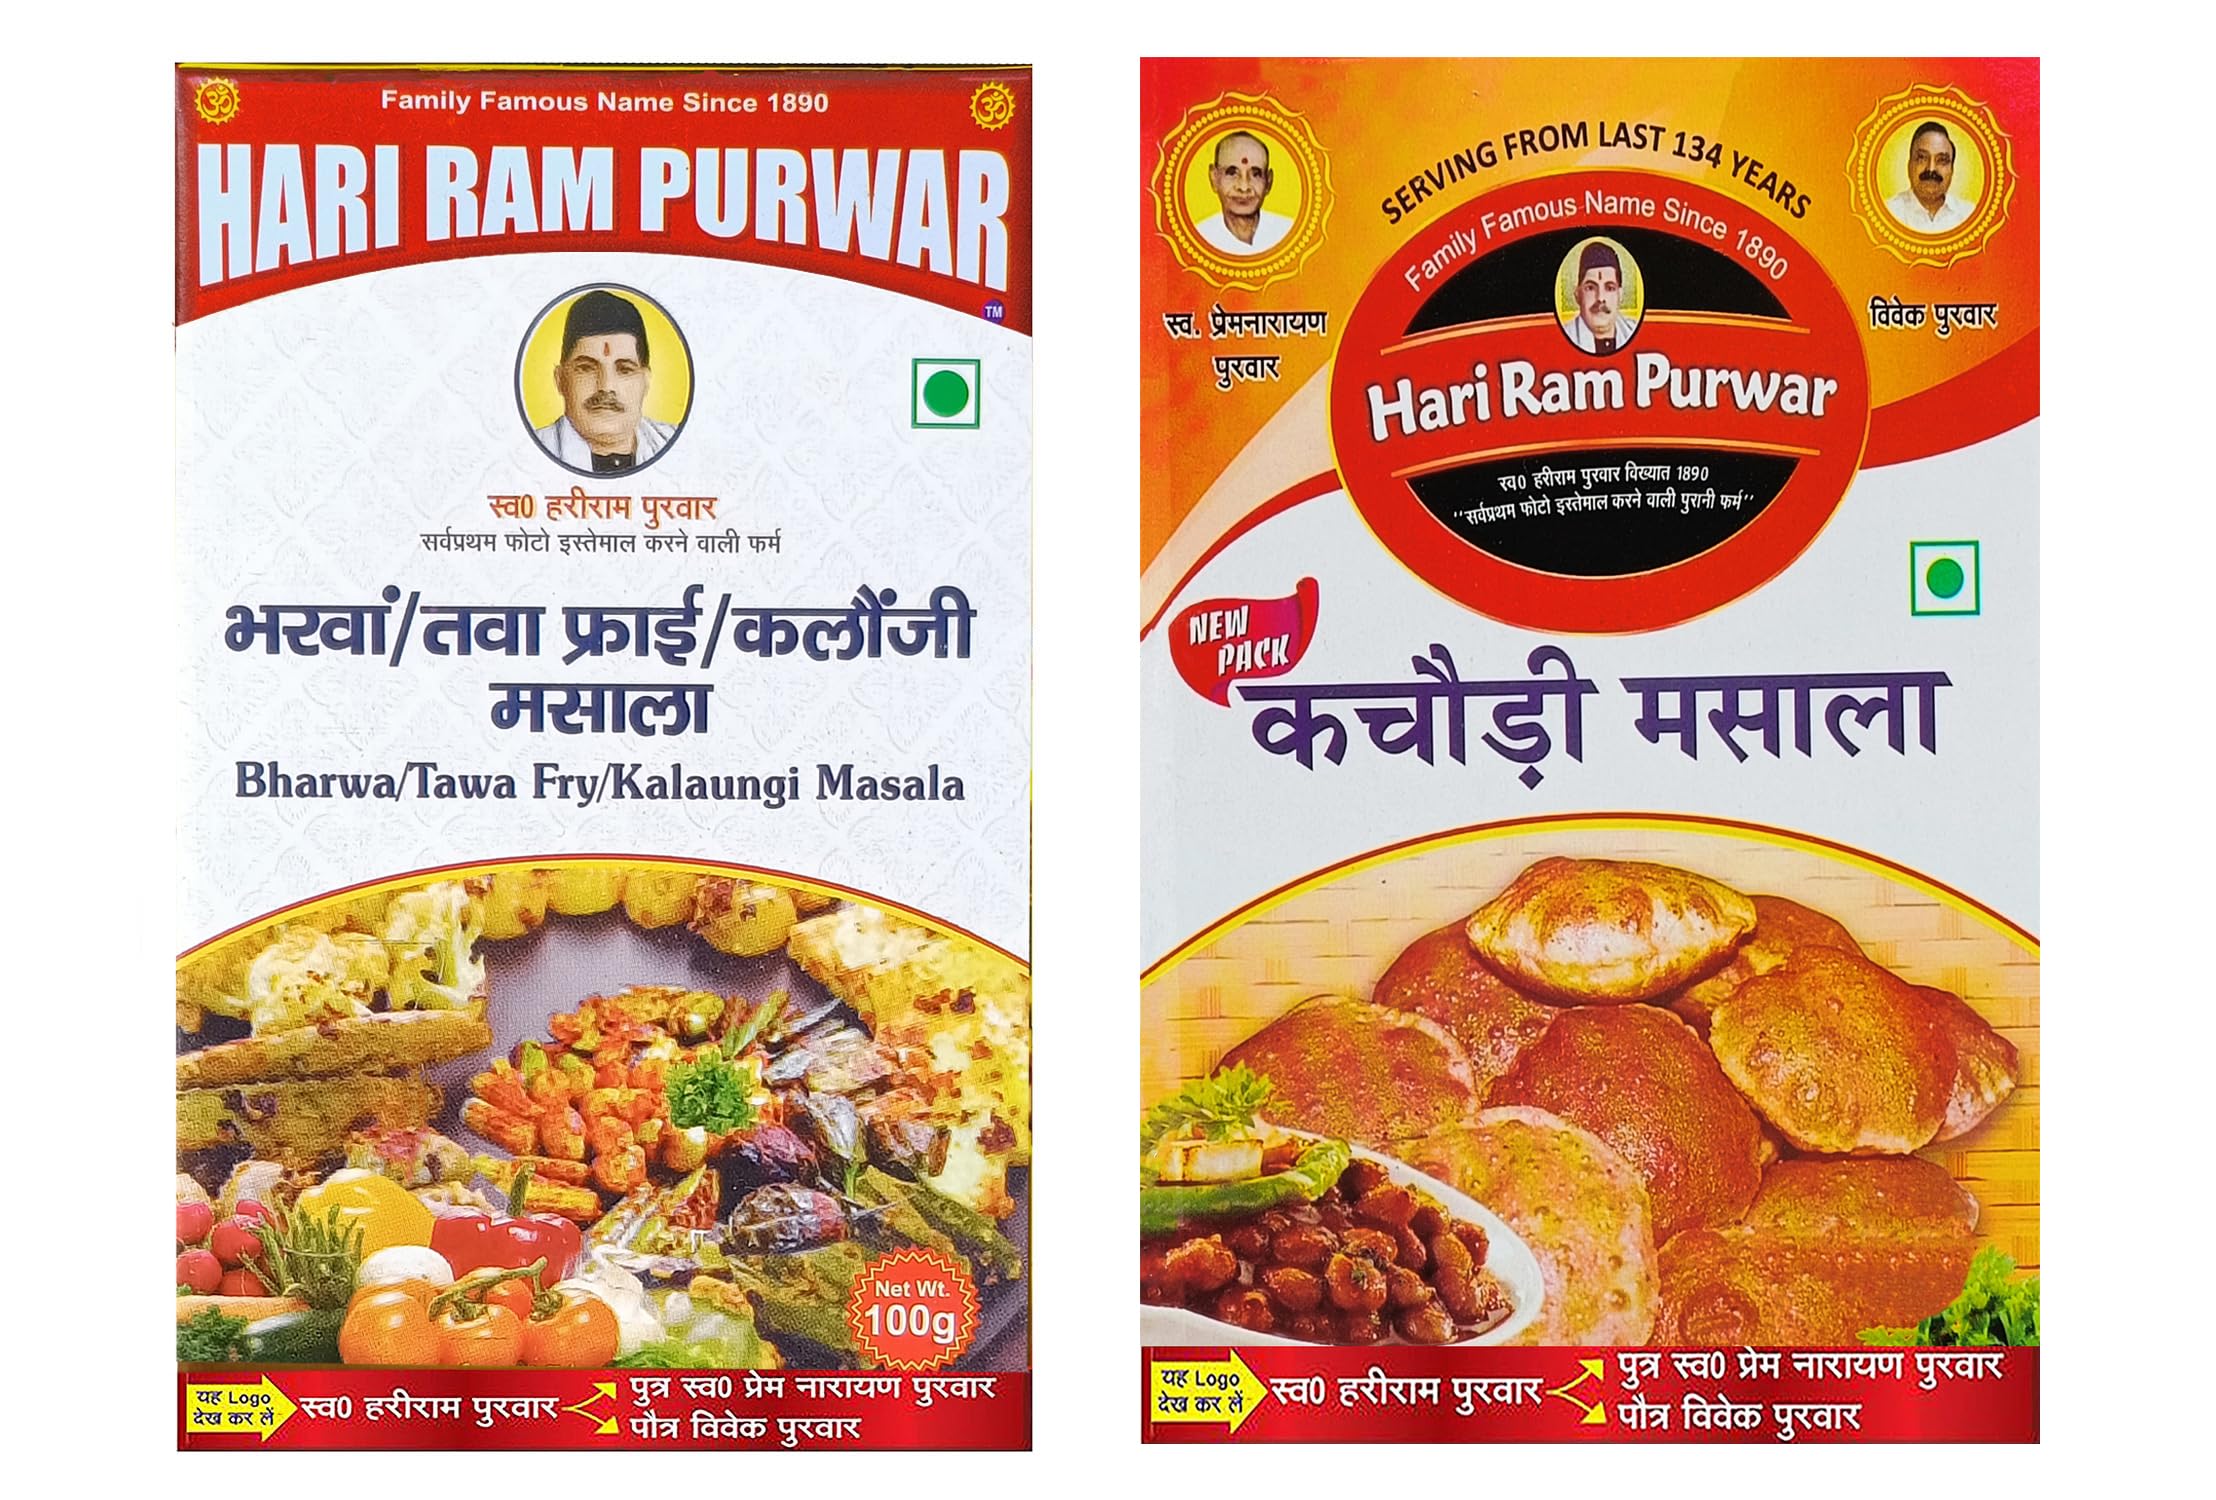 Family Famous Name Since 1890
HARI RAM PURWAR
TM
स्व0 हरीराम पुरवार
सर्वप्रथम फोटो इस्तेमाल करने वाली फर्म
भरवां/तवा फ्राई/कलौंजी
मसाला
Bharwa/Tawa Fry/Kalaungi Masala
Net Wt.
100g
यह Logo
देख कर लें
स्व0 हरीराम पुरवार
पुत्र स्व0 प्रेम नारायण पुरवार
पौत्र विवेक पुरवार
SERVING FROM LAST 134 YEARS
Family Famous Name Since 1890
स्व. प्रेमनारायण
पुरवार
विवेक पुरवार
Hari Ram Purwar
स्व0 हरीराम पुरवार विख्यात 1890
''सर्वप्रथम फोटो इस्तेमाल करने वाली पुरानी फर्म''
NEW
PACK
कचौड़ी मसाला
यह Logo
देख कर लें
स्व0 हरीराम पुरवार
पुत्र स्व0 प्रेम नारायण पुरवार
पौत्र विवेक पुरवार